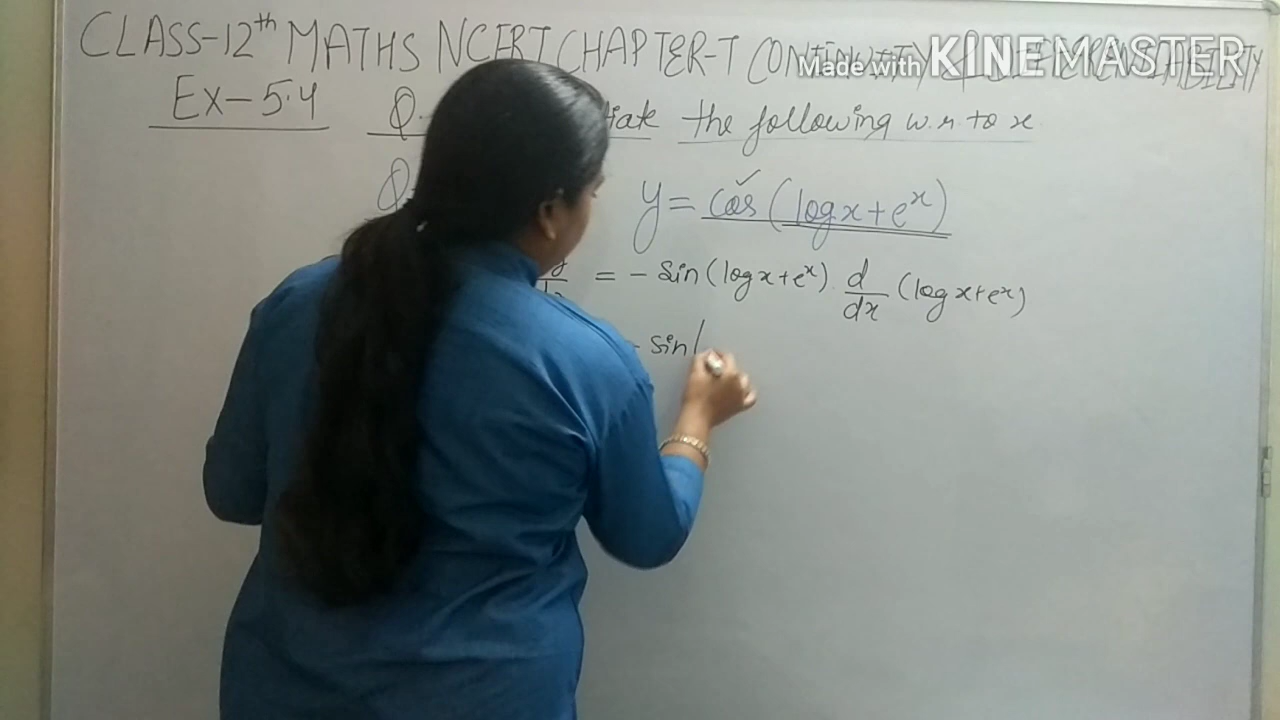 CLASS-12th MATHS NCERT CHAPTER-T CONTINUITY & DIFFERENTIABILITY
Made with KINEMASTER
Ex-5.4 Q. the following w.r to x
Q y = cos (log x + e^x)
= - Sin (log x + e^x) . d/dx (log x + e^x)
- Sin (